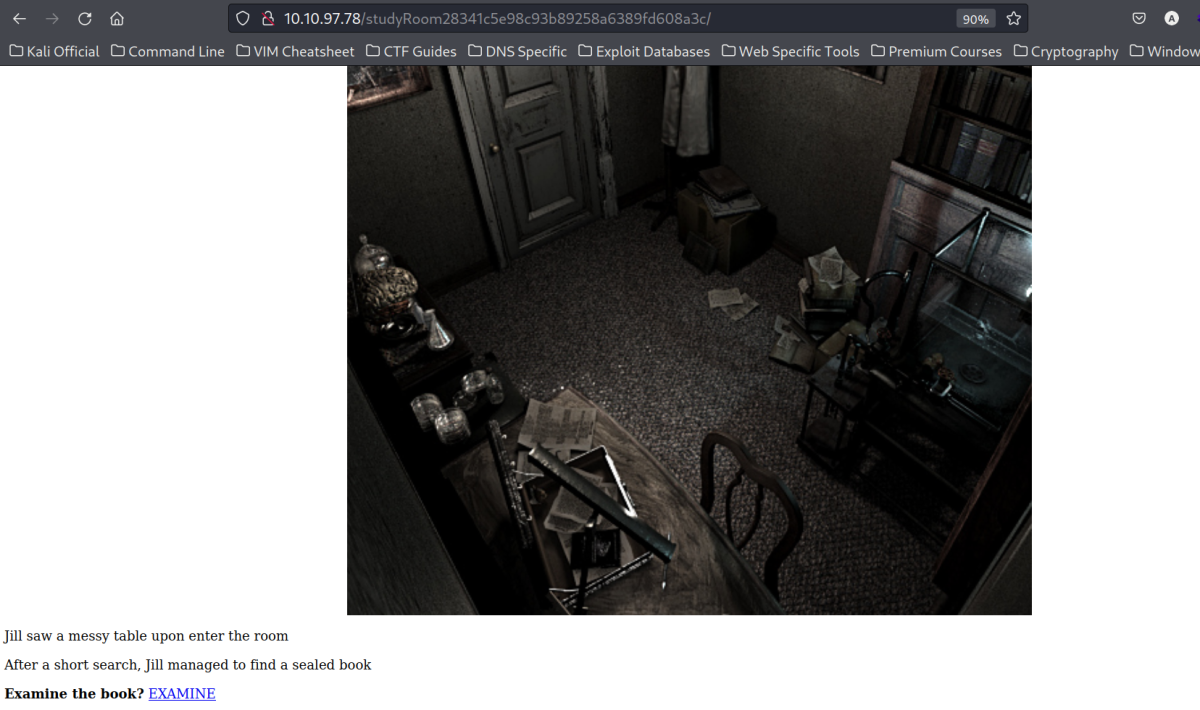 10.10.97.78/studyRoom28341c5e98c93b89258a6389fd608a3c/
90%
A
Kali Official Command Line VIM Cheatsheet CTF Guides DNS Specific Exploit Databases Web Specific Tools Premium Courses Cryptography Window
Jill saw a messy table upon enter the room
After a short search, Jill managed to find a sealed book
Examine the book? EXAMINE